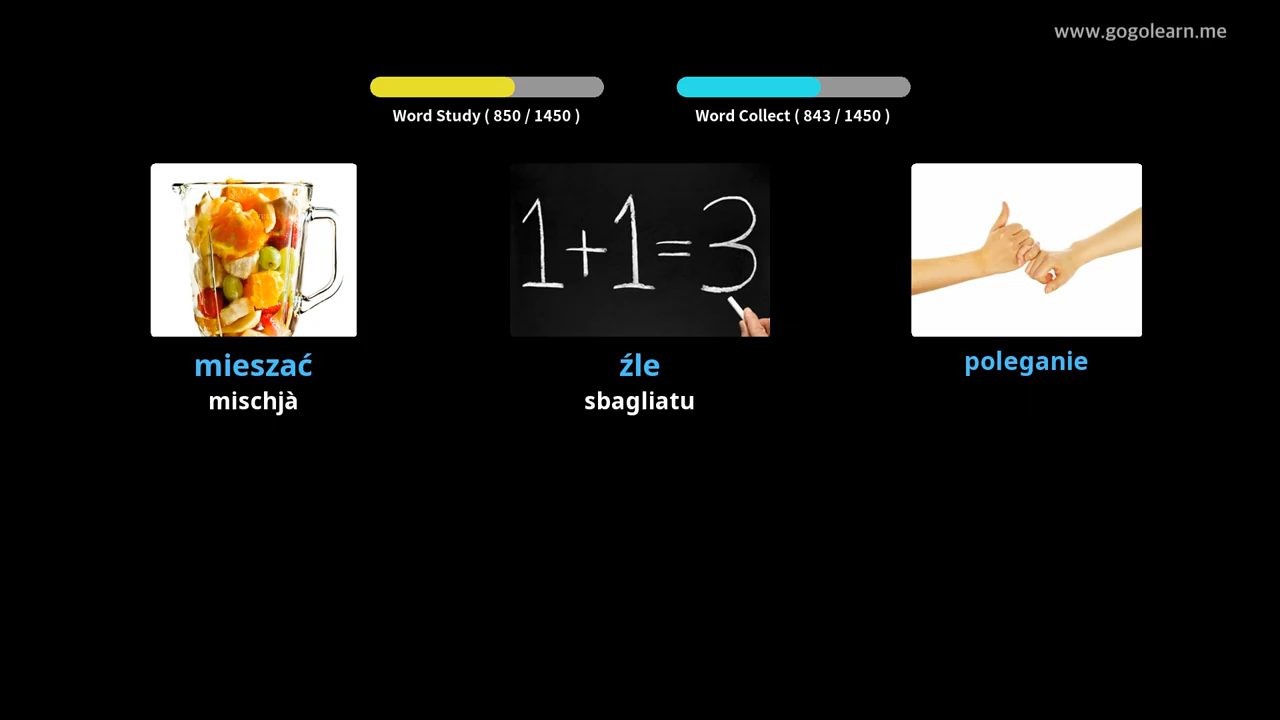 www.gogolearn.me
Word Study ( 850 / 1450 )
Word Collect ( 843 / 1450 )
1+1=3
mieszać
źle
poleganie
mischjà
sbagliatu